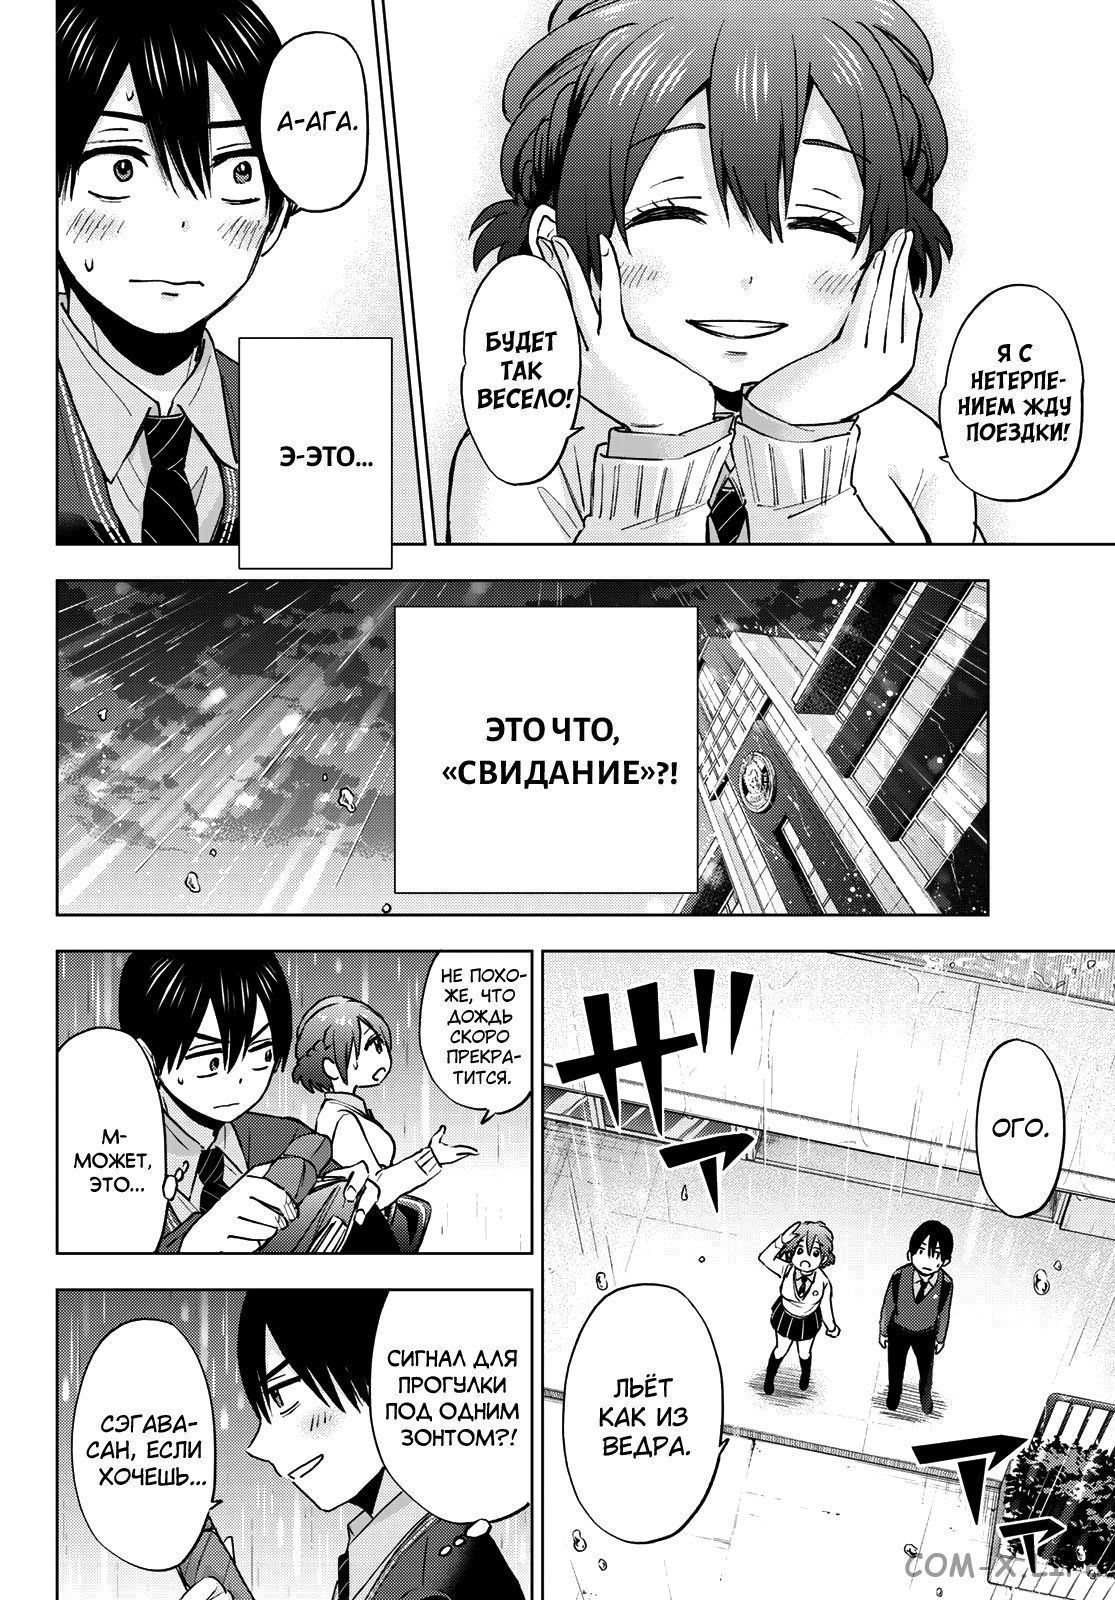 Я С
НЕТЕРПЕ-
НИЕМ ЖДУ
ПОЕЗДКИ!
БУДЕТ
ТАК
ВЕСЕЛО!
А-АГА.
Э-ЭТО...
ЭТО ЧТО,
«СВИДАНИЕ»?!
ОГО.
ЛЬЁТ
КАК ИЗ
ВЕДРА.
НЕ ПОХО-
ЖЕ, ЧТО
ДОЖДЬ
СКОРО
ПРЕКРА-
ТИТСЯ.
М-
МОЖЕТ,
ЭТО...
СИГНАЛ ДЛЯ
ПРОГУЛКИ
ПОД ОДНИМ
ЗОНТОМ?!
СЭГАВА-
САН, ЕСЛИ
ХОЧЕШЬ...